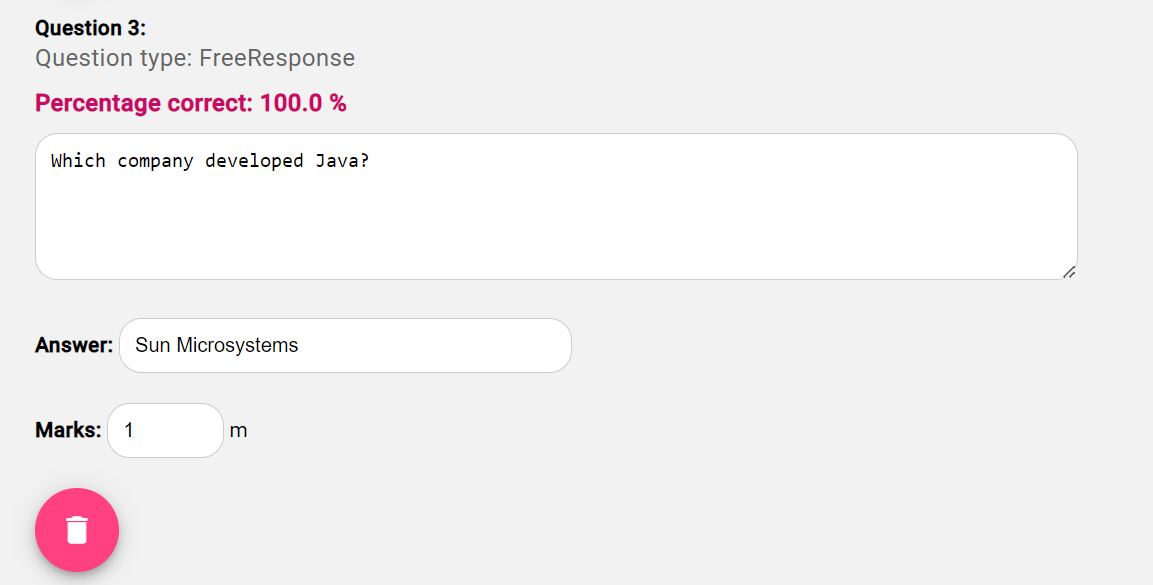 Question 3:
Question type: FreeResponse
Percentage correct: 100.0 %
Which company developed Java?
Answer: Sun Microsystems
Marks: 1 m